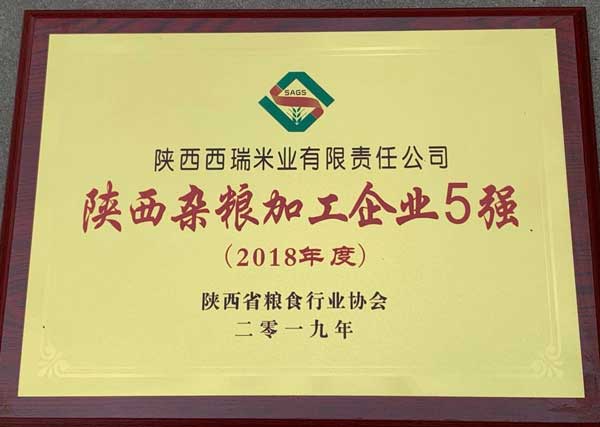 SAGS
陕西西瑞米业有限责任公司
陕西杂粮加工企业5强
(2018年度)
陕西省粮食行业协会
二零一九年